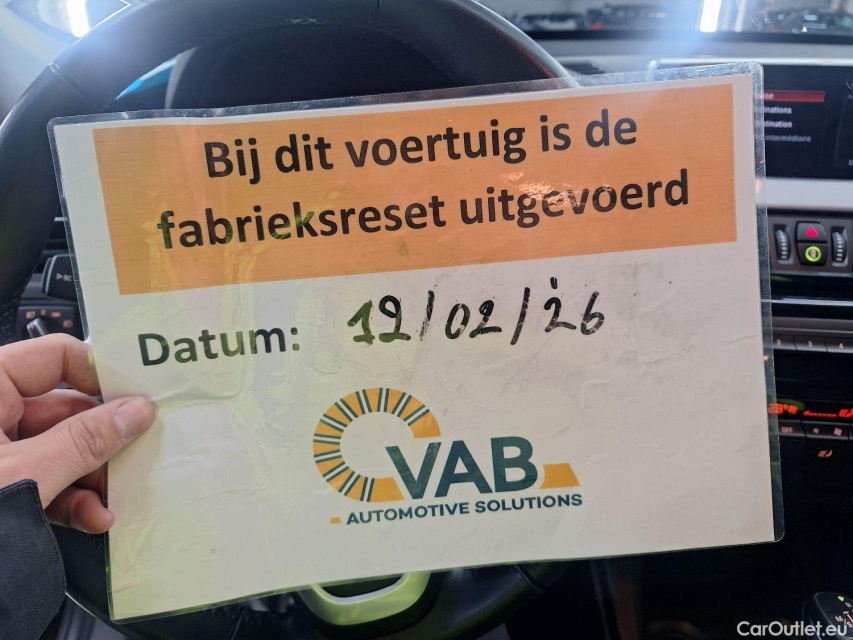 Bij dit voertuig is de
fabrieksreset uitgevoerd
Datum: 12/02/26
VAB
AUTOMOTIVE SOLUTIONS
CarOutlet.eu